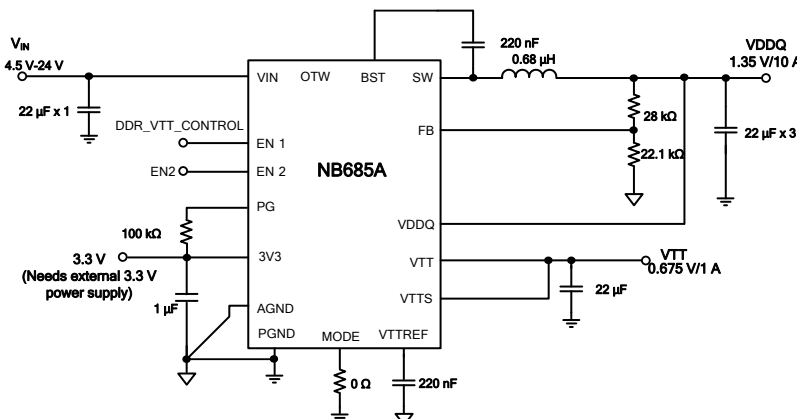 VIN
4.5 V-24 V
22 μF x 1
DDR_VTT_CONTROL
EN2
100 kΩ
3.3 V
(Needs external 3.3 V
power supply)
1 μF
VIN
OTW
BST
SW
EN 1
EN 2
PG
3V3
AGND
PGND
MODE
VTTREF
NB685A
FB
VDDQ
VTT
VTTS
0 Ω
220 nF
220 nF
0.68 μH
28 kΩ
22.1 kΩ
VDDQ
1.35 V/10 A
22 μF x 3
VTT
0.675 V/1 A
22 μF